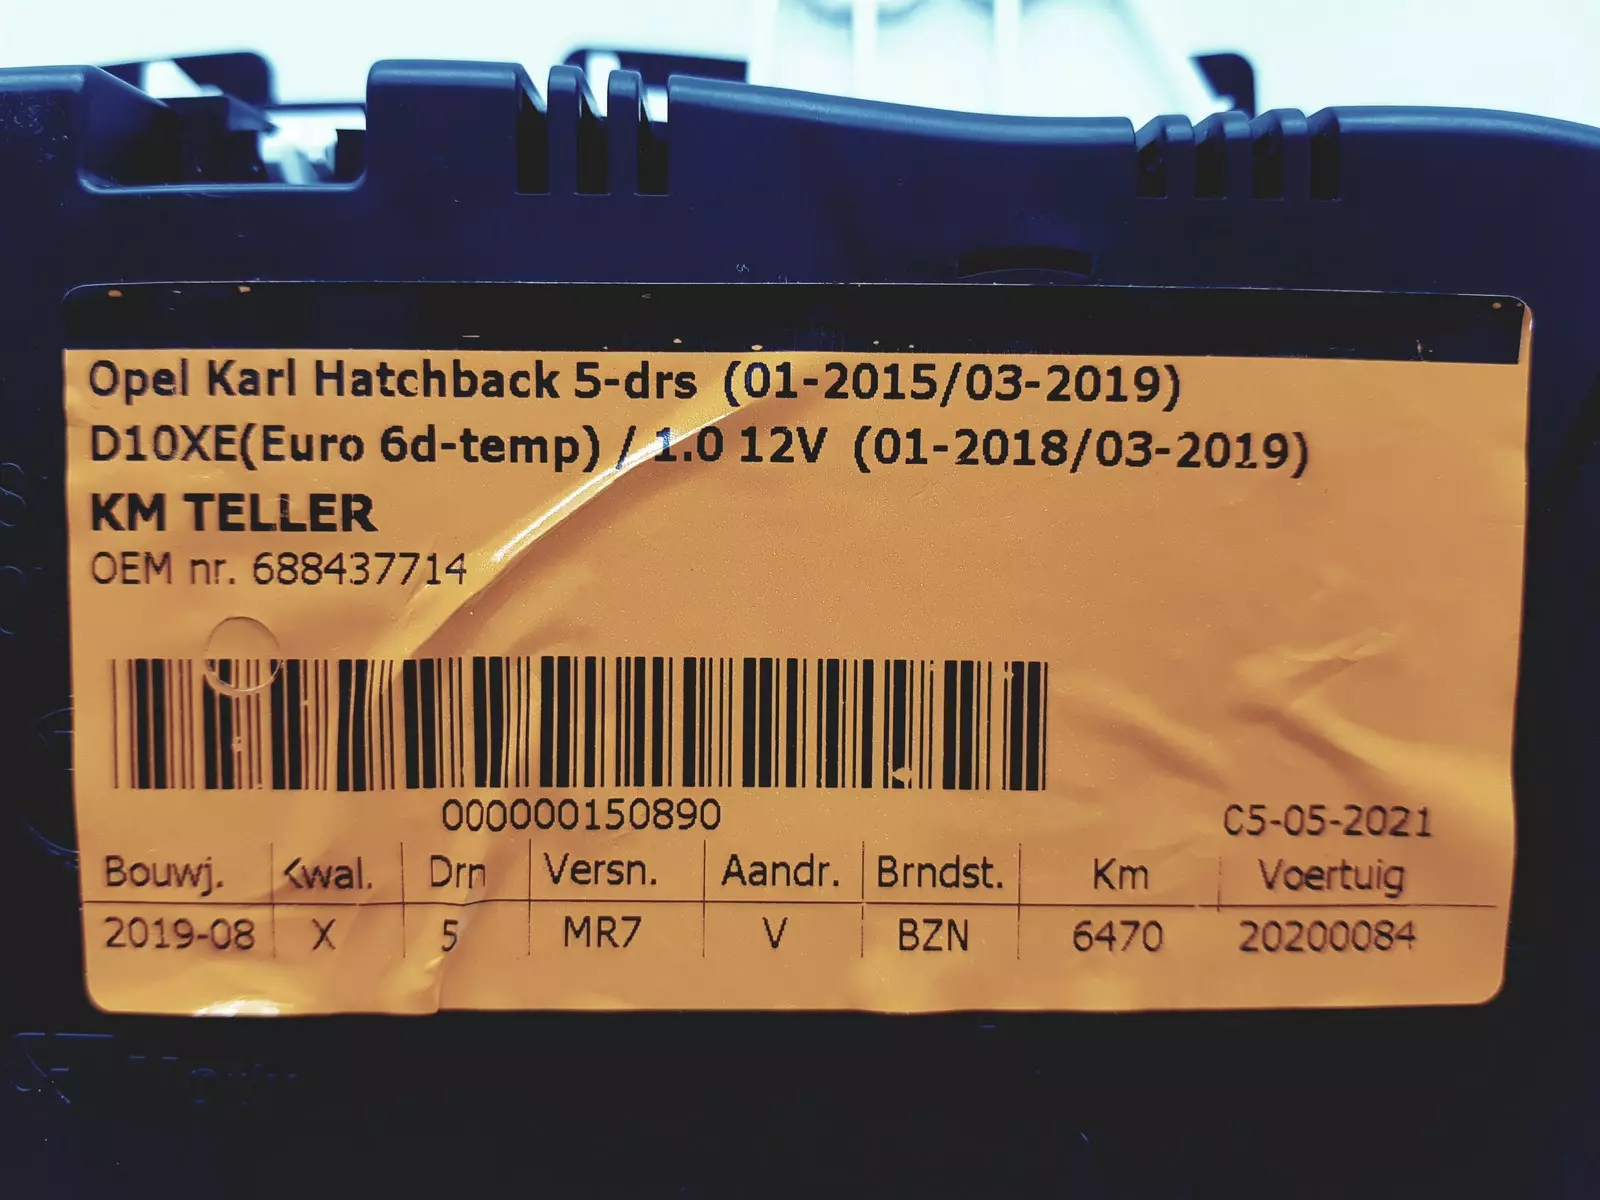 Opel Karl Hatchback 5-drs (01-2015/03-2019)
D10XE(Euro 6d-temp) / 1.0 12V (01-2018/03-2019)
KM TELLER
OEM nr. 688437714
000000150890
05-05-2021
Bouwj. Kwal. Drn Versn. Aandr. Brndst. Km Voertuig
2019-08 X 5 MR7 V BZN 6470 20200084